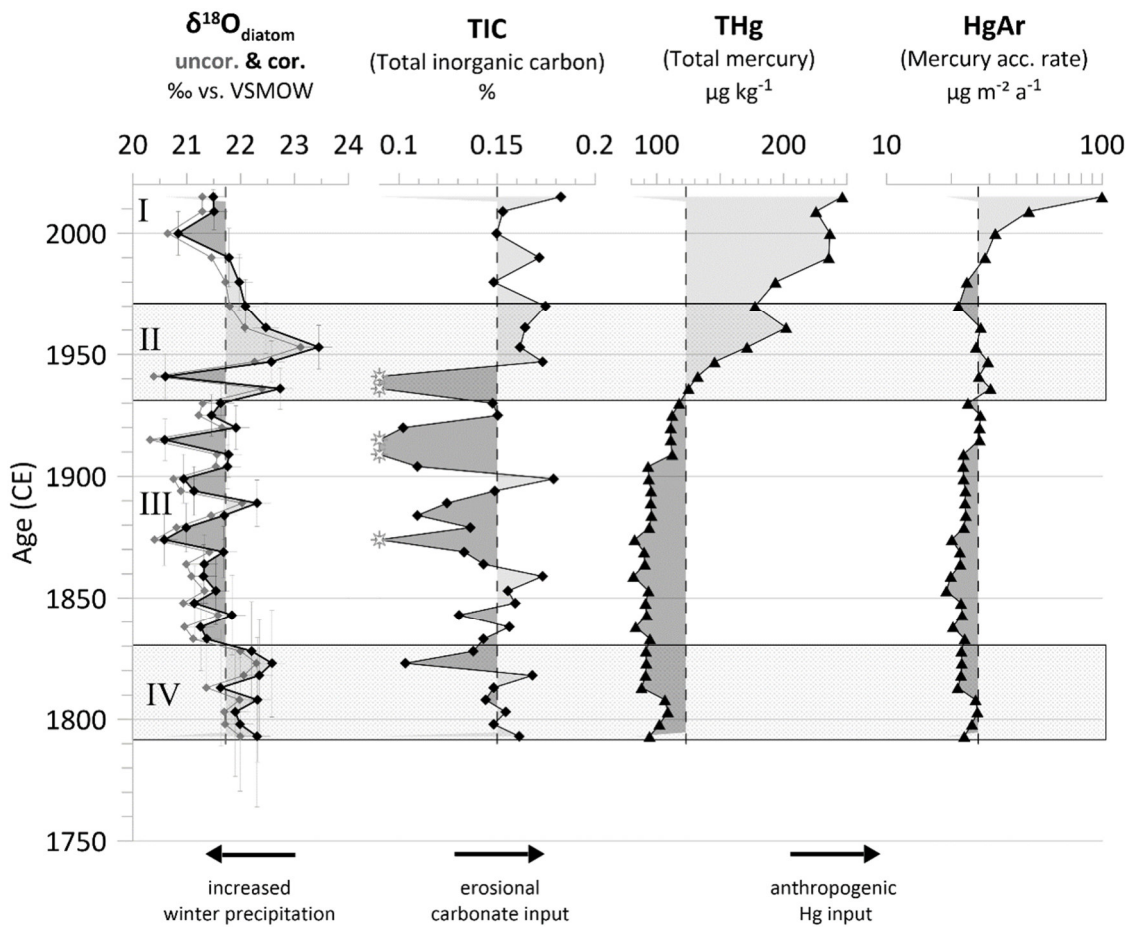 δ¹⁸O diatom
uncor. & cor.
‰ vs. VSMOW
TIC
(Total inorganic carbon)
%
THg
(Total mercury)
µg kg⁻¹
HgAr
(Mercury acc. rate)
µg m⁻² a⁻¹
20 21 22 23 24
0.1 0.15 0.2
100 200
10 100
Age (CE)
I
2000
II
1950
1900
III
1850
IV
1800
1750
increased
winter precipitation
erosional
carbonate input
anthropogenic
Hg input